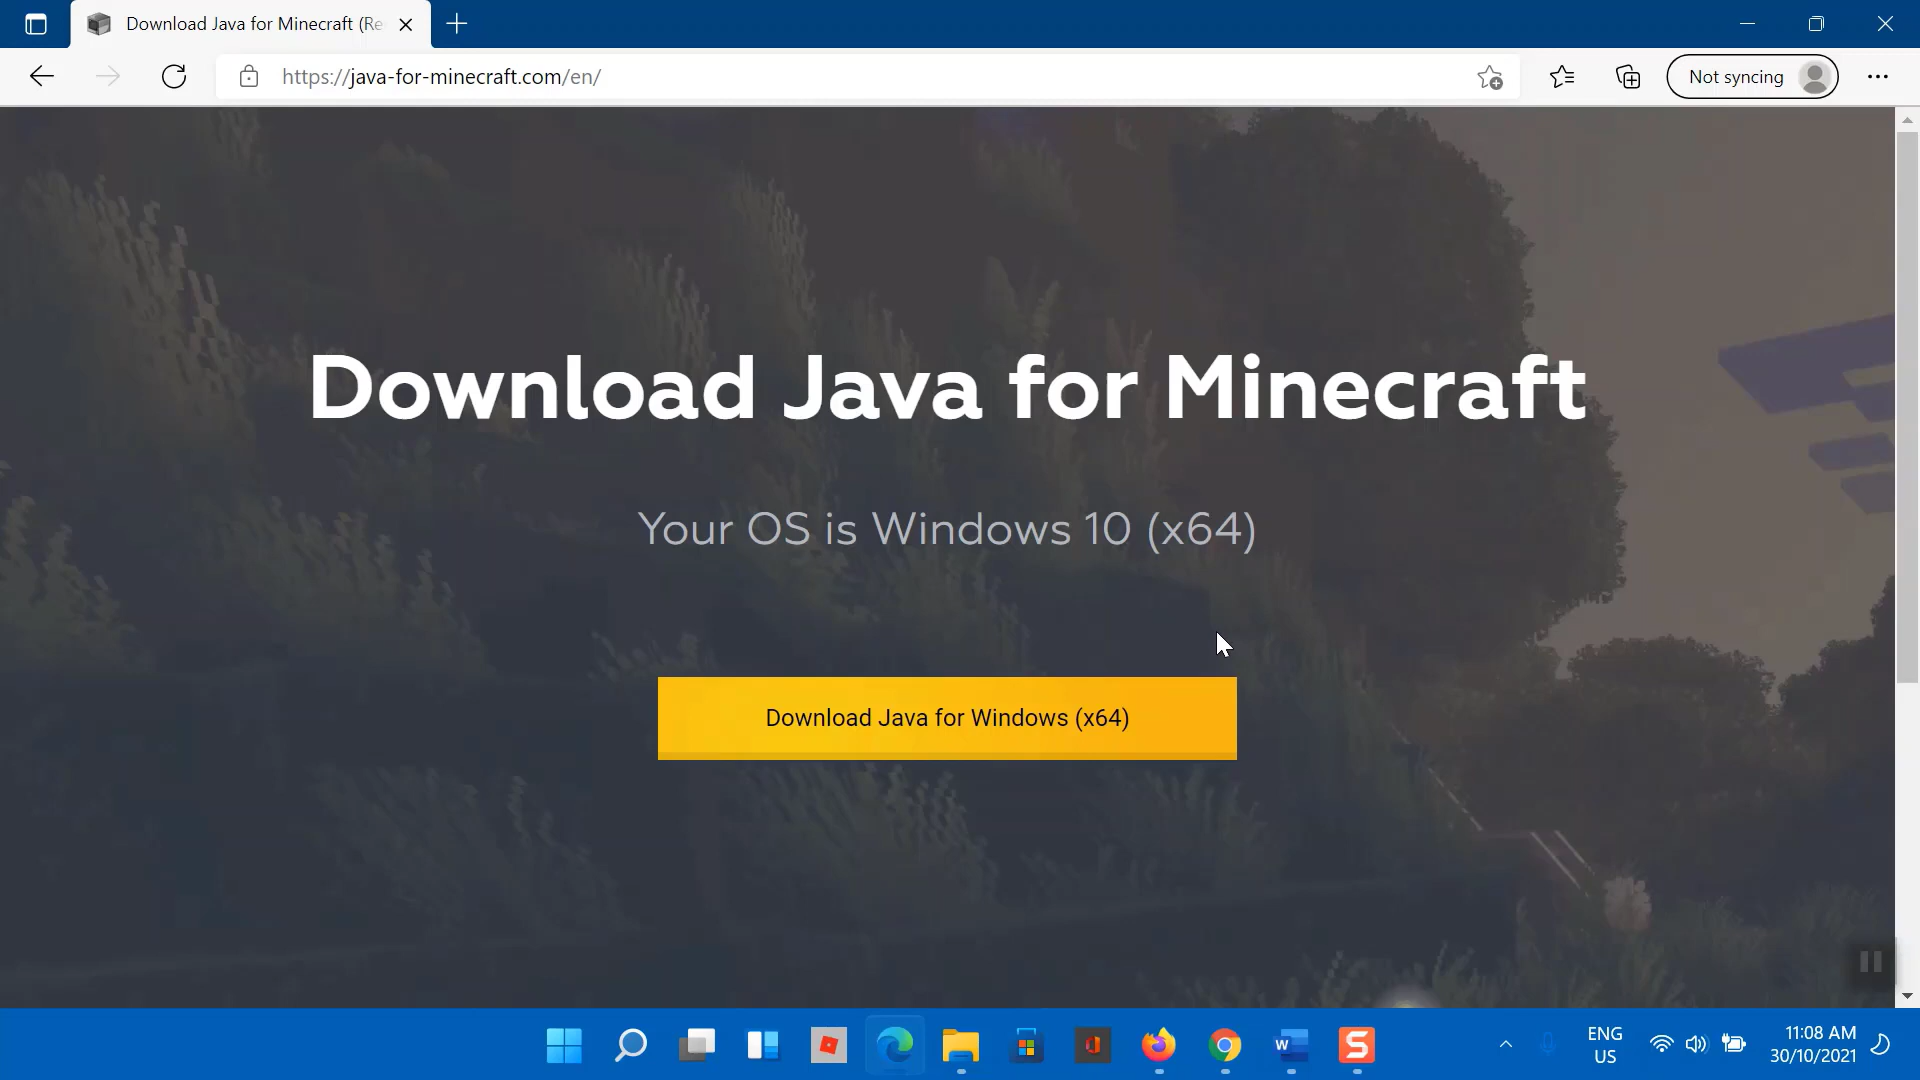 Download Java for Minecraft (Re
https://java-for-minecraft.com/en/
Not syncing
Download Java for Minecraft
Your OS is Windows 10 (x64)
Download Java for Windows (x64)
W
S
ENG
US
11:08 AM
30/10/2021